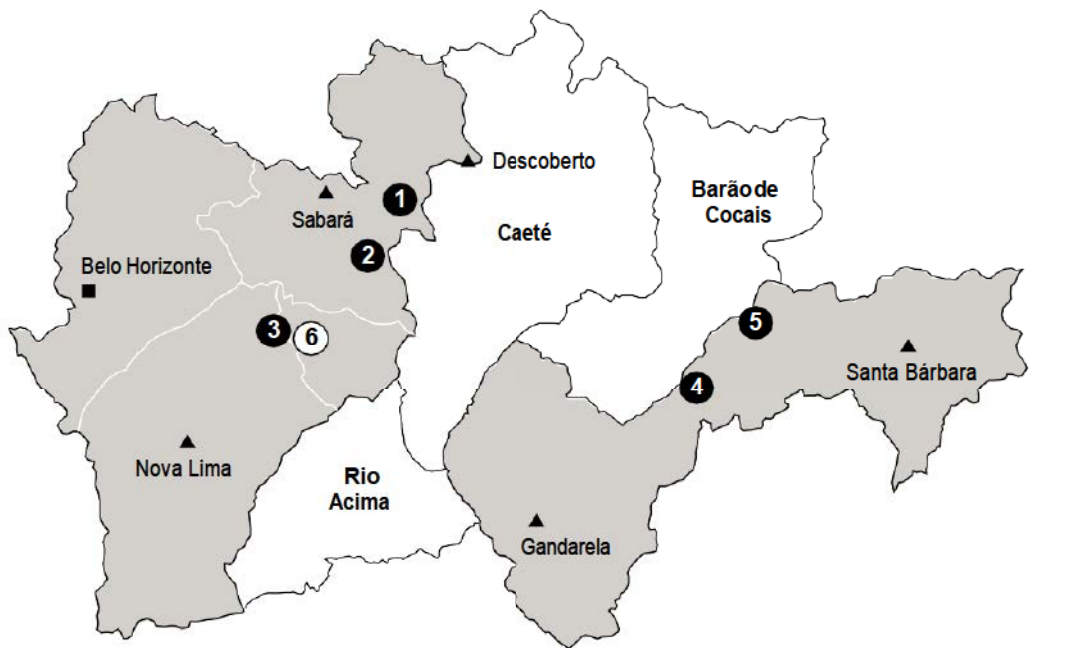 Descoberto
Barão de
Cocais
1
Sabará
Caeté
2
Belo Horizonte
3
6
5
Santa Bárbara
4
Nova Lima
Rio
Acima
Gandarela